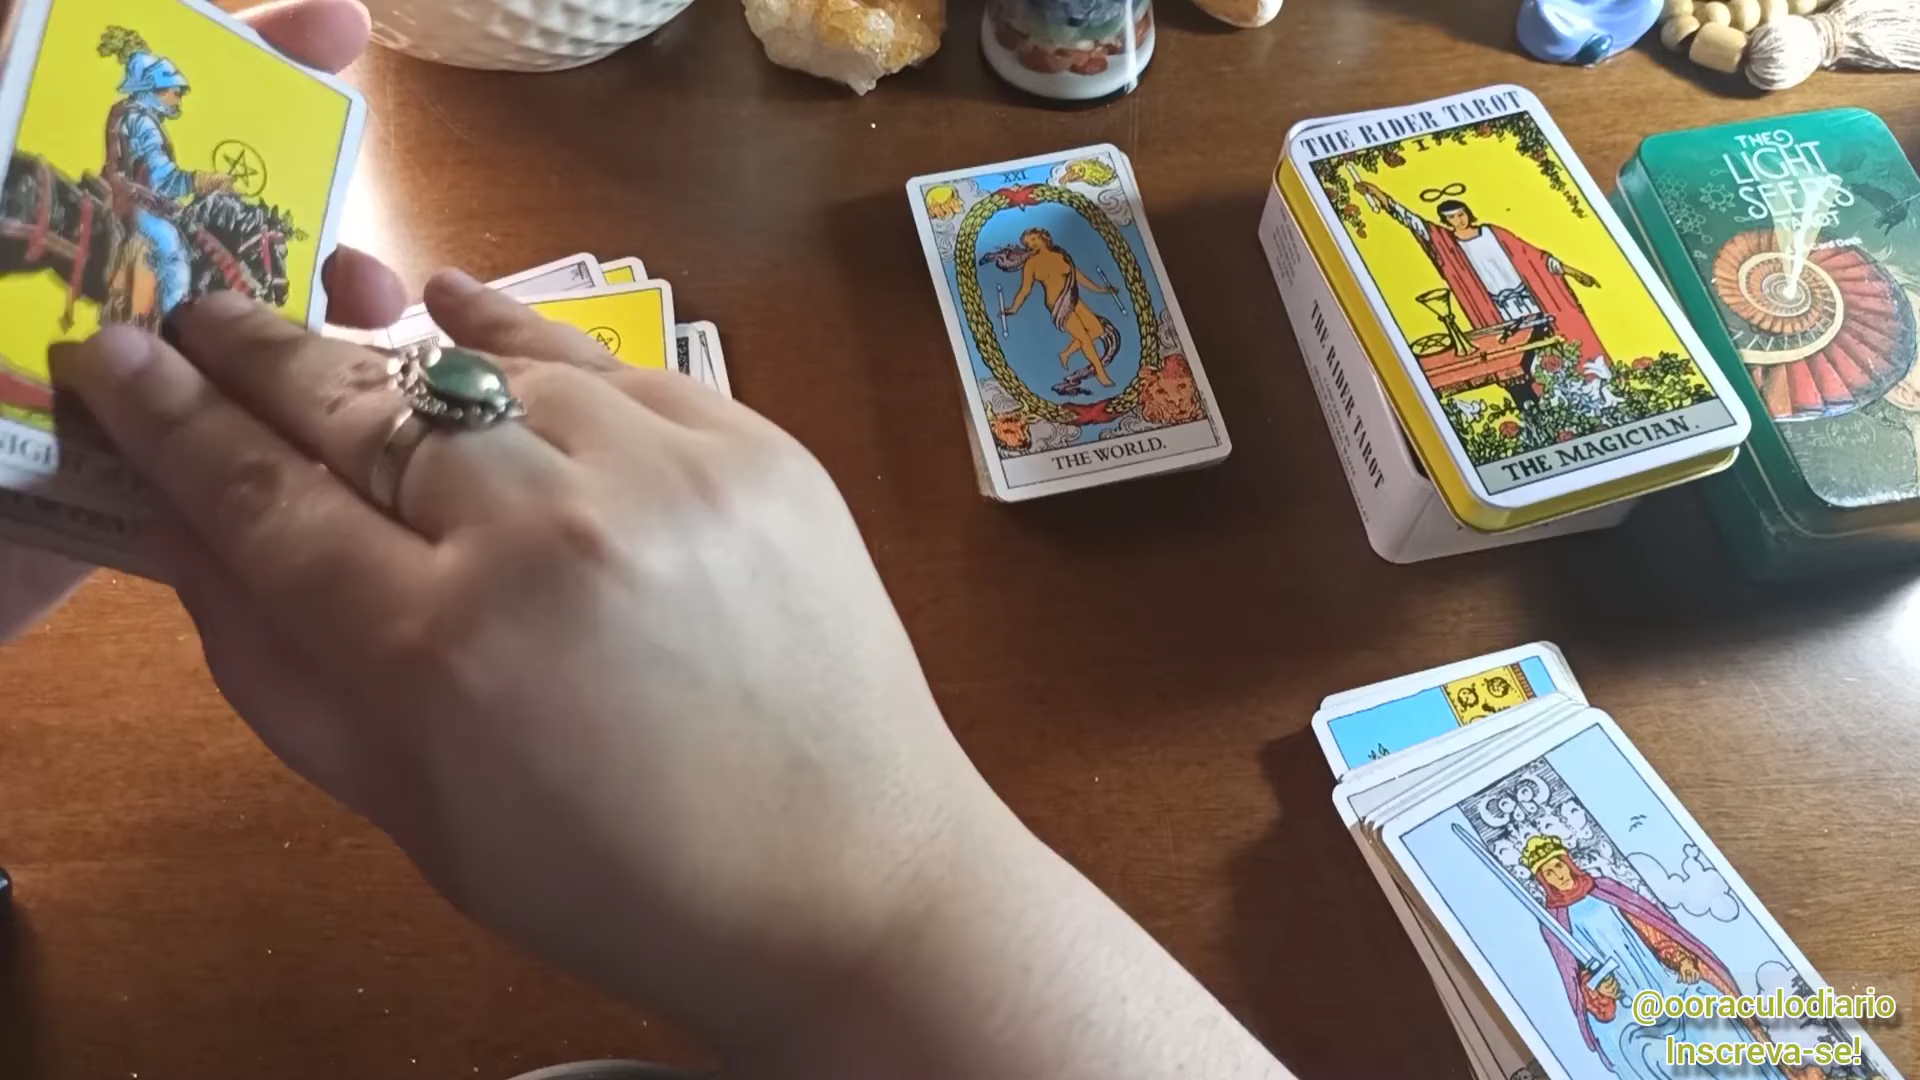 XXI
THE WORLD.
THE RIDER TAROT
I
THE MAGICIAN.
THE RIDER TAROT
THE
LIGHT
SEERS
TAROT
@ooraculodiario
Inscreva-se!